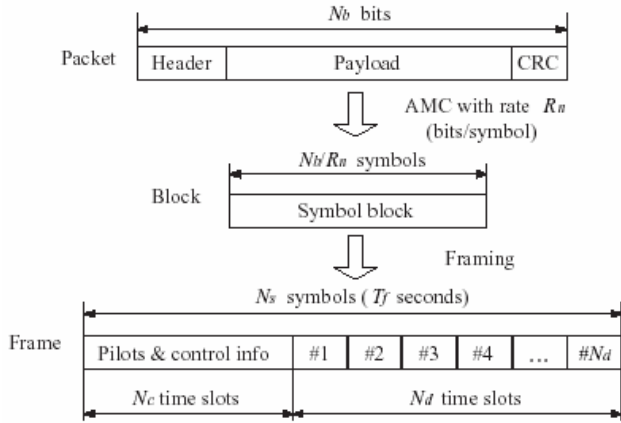 Nb bits
Packet
Header
Payload
CRC
AMC with rate Rn
(bits/symbol)
Nb/Rn symbols
Block
Symbol block
Framing
Ns symbols (Tf seconds)
Frame
Pilots & control info
#1
#2
#3
#4
...
#Nd
Nc time slots
Nd time slots